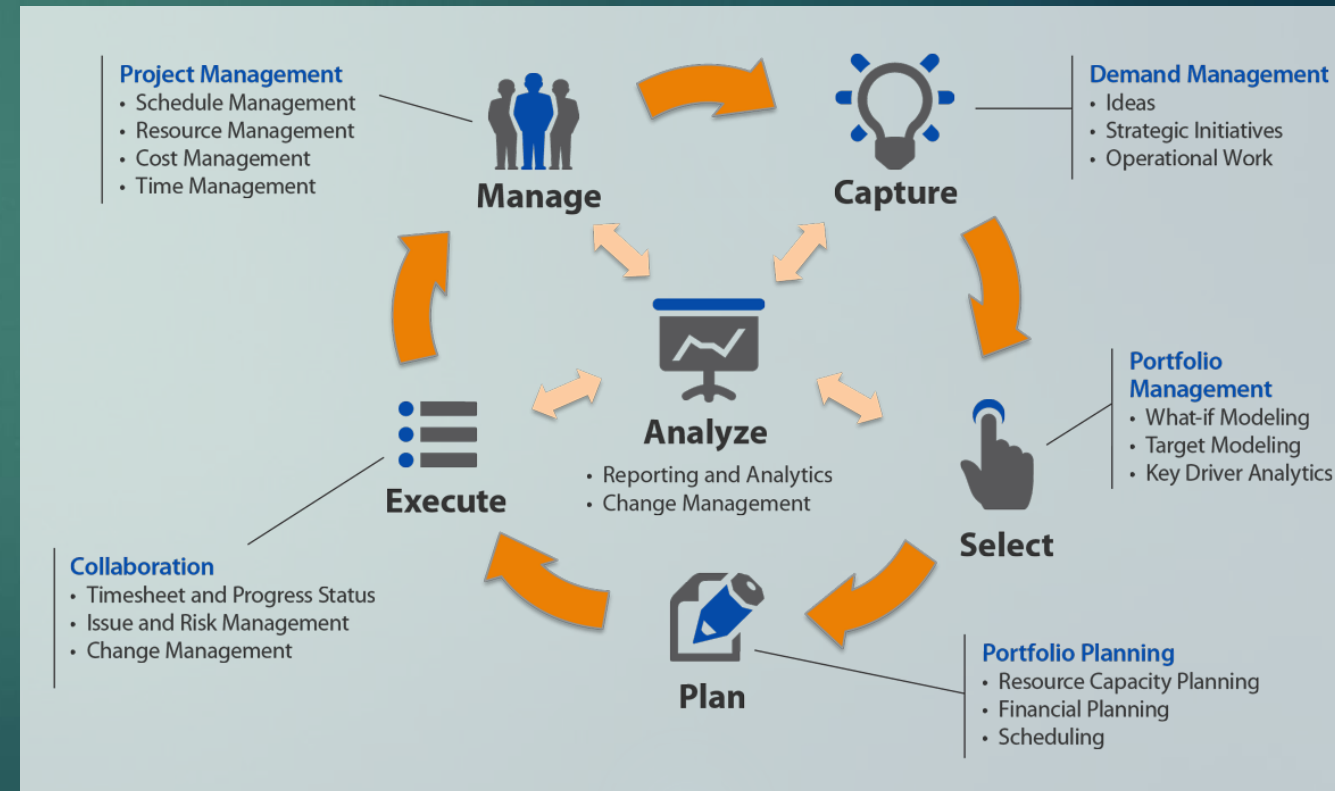 Project Management
• Schedule Management
• Resource Management
• Cost Management
• Time Management
Manage
Capture
Demand Management
• Ideas
• Strategic Initiatives
• Operational Work
Portfolio
Management
• What-if Modeling
• Target Modeling
• Key Driver Analytics
Select
Analyze
• Reporting and Analytics
• Change Management
Execute
Collaboration
• Timesheet and Progress Status
• Issue and Risk Management
• Change Management
Plan
Portfolio Planning
• Resource Capacity Planning
• Financial Planning
• Scheduling